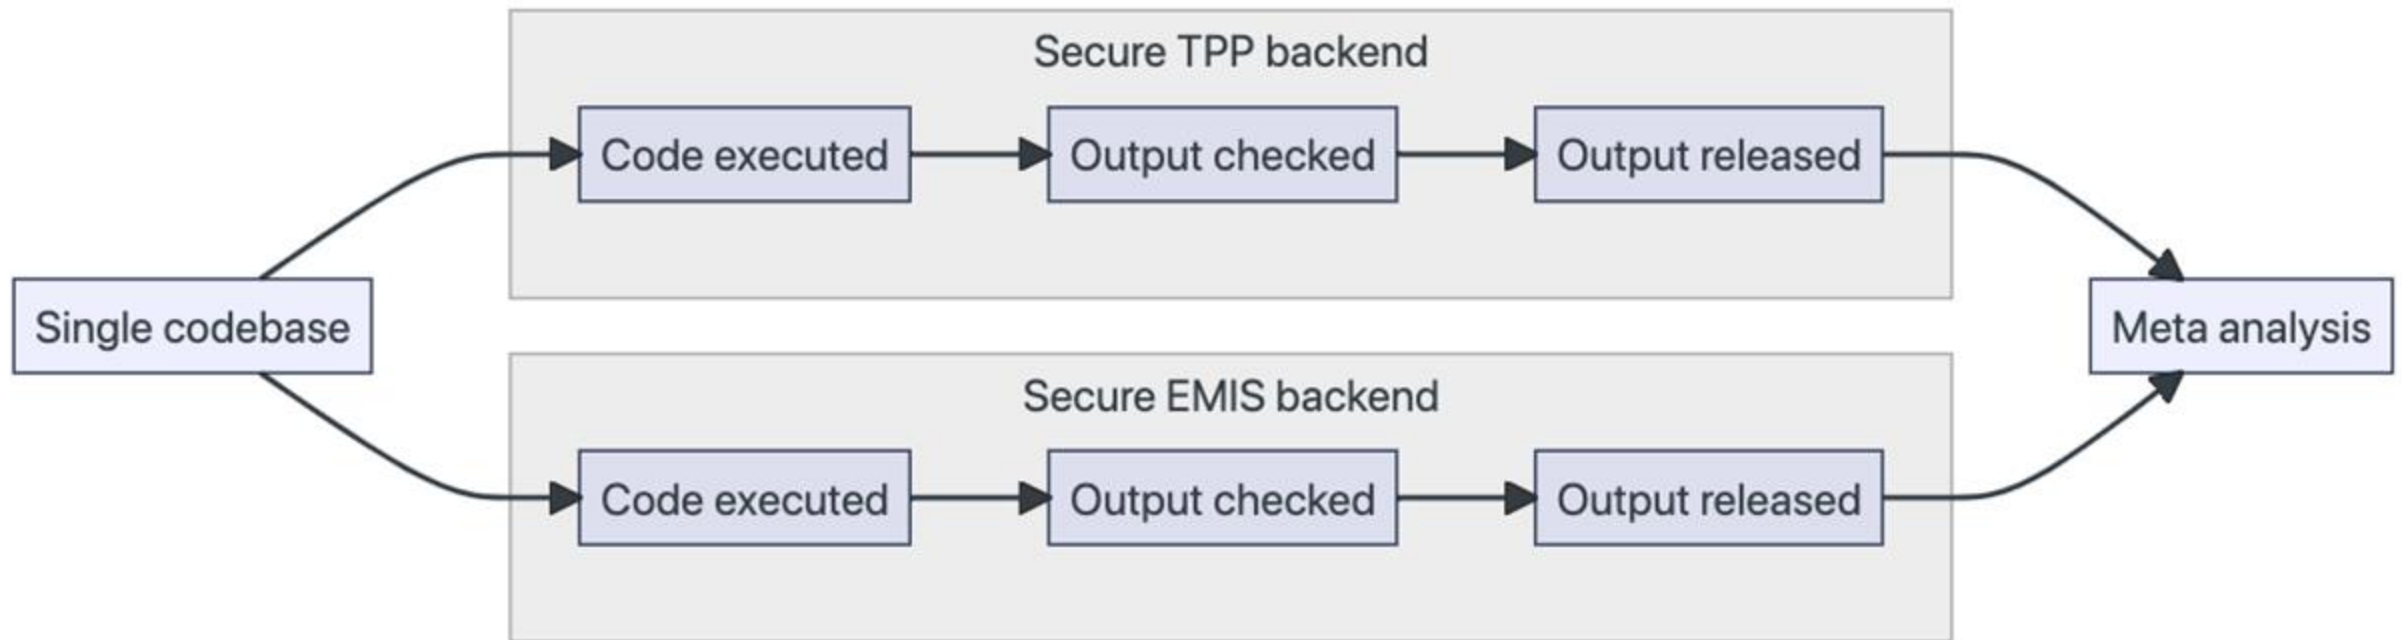 Secure TPP backend
Code executed
Output checked
Output released
Single codebase
Meta analysis
Secure EMIS backend
Code executed
Output checked
Output released